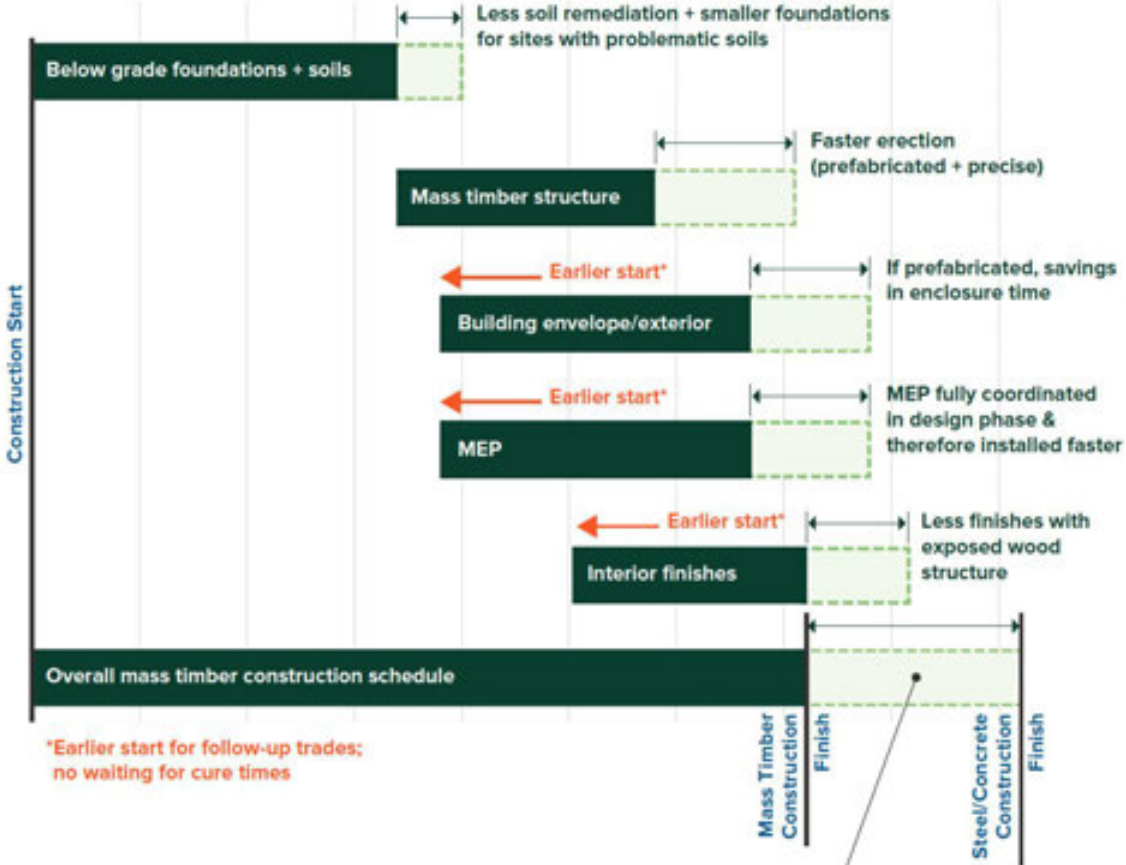 Less soil remediation + smaller foundations
for sites with problematic soils
Below grade foundations + soils
Faster erection
(prefabricated + precise)
Mass timber structure
Earlier start*
If prefabricated, savings
in enclosure time
Building envelope/exterior
Construction Start
Earlier start*
MEP fully coordinated
in design phase &
therefore installed faster
MEP
Earlier start*
Less finishes with
exposed wood
structure
Interior finishes
Overall mass timber construction schedule
*Earlier start for follow-up trades;
no waiting for cure times
Mass Timber
Construction
Finish
Steel/Concrete
Construction
Finish